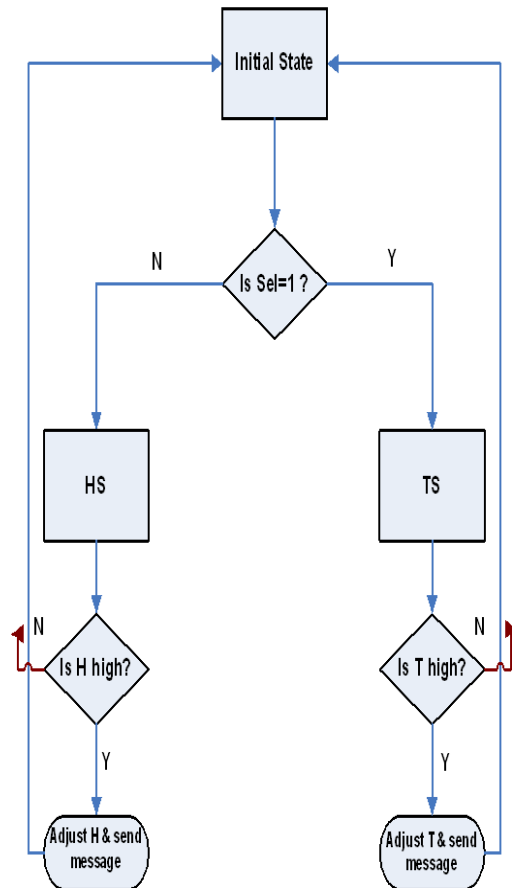 Initial State
N
Y
Is Sel=1 ?
HS
TS
N
N
Is H high?
Is T high?
Y
Y
Adjust H & send
message
Adjust T & send
message